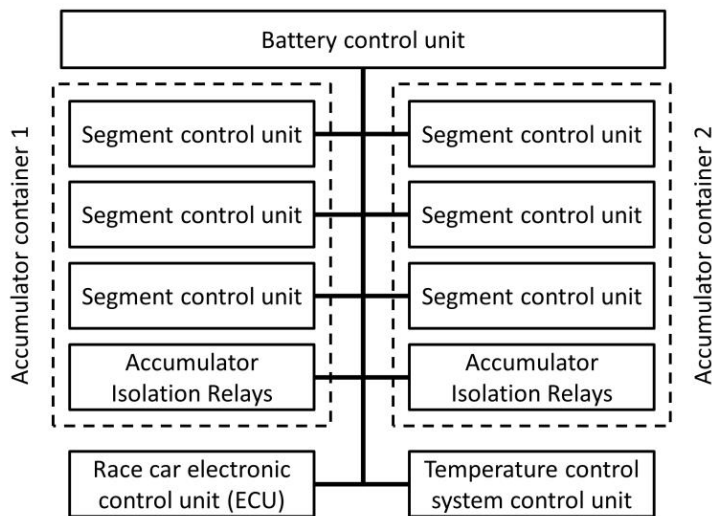 Battery control unit
Accumulator container 1
Accumulator container 2
Segment control unit
Segment control unit
Segment control unit
Segment control unit
Segment control unit
Segment control unit
Accumulator
Isolation Relays
Accumulator
Isolation Relays
Race car electronic
control unit (ECU)
Temperature control
system control unit